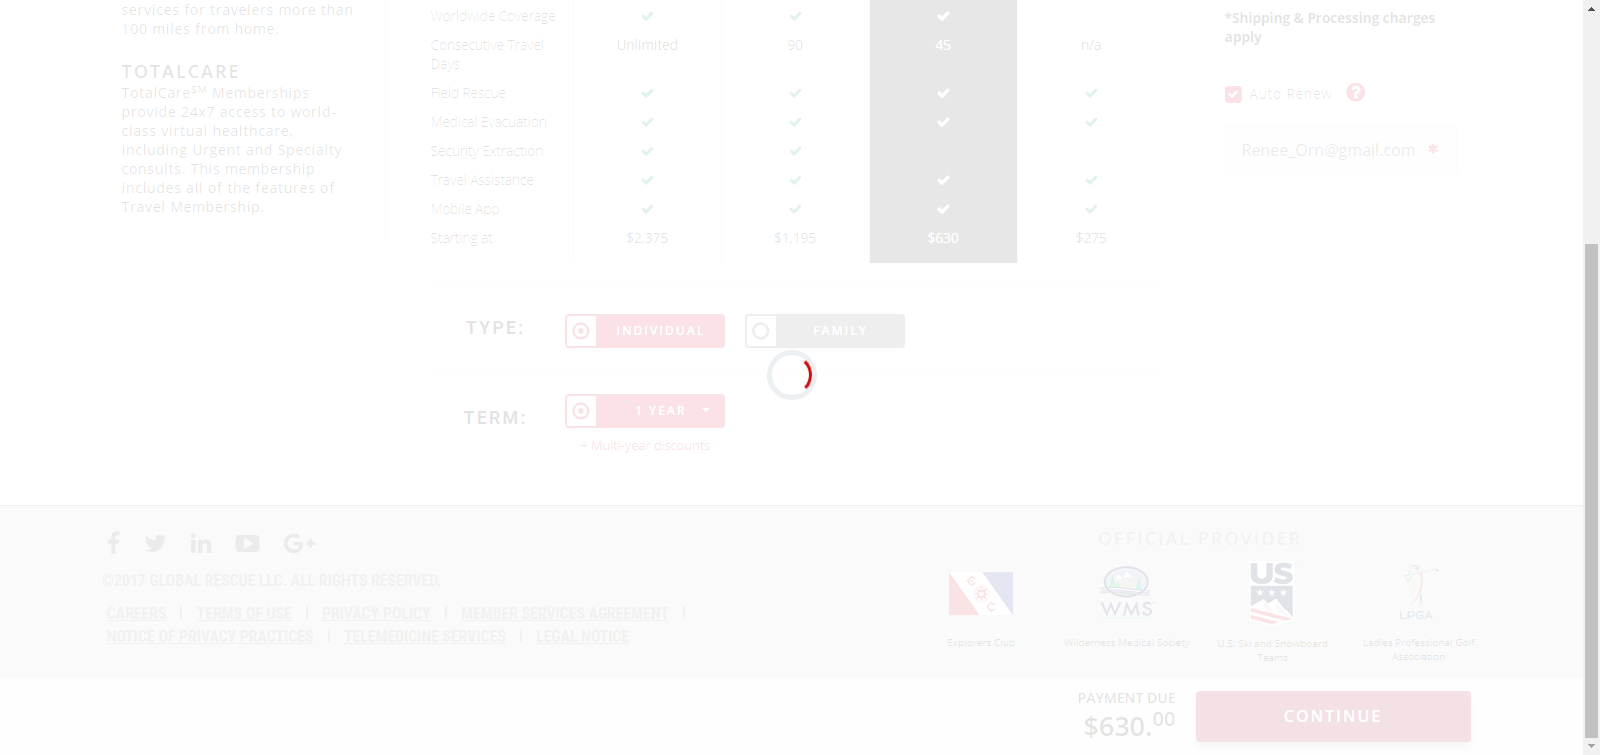 services for travelers more than
100 miles from home.
TOTALCARE
TotalCareSM Memberships
provide 24x7 access to world-
class virtual healthcare,
including Urgent and Specialty
consults. This membership
includes all of the features of
Travel Membership.
Worldwide Coverage
Consecutive Travel Days Unlimited 90 45 n/a
Field Rescue
Medical Evacuation
Security Extraction
Travel Assistance
Mobile App
Starting at $2,375 $1,195 $630 $275
*Shipping & Processing charges
apply
Auto Renew ?
Renee_Orn@gmail.com *
TYPE: INDIVIDUAL FAMILY
TERM: 1 YEAR
+ Multi-year discounts
©2017 GLOBAL RESCUE LLC. ALL RIGHTS RESERVED.
CAREERS | TERMS OF USE | PRIVACY POLICY | MEMBER SERVICES AGREEMENT |
NOTICE OF PRIVACY PRACTICES | TELEMEDICINE SERVICES | LEGAL NOTICE
OFFICIAL PROVIDER
WMS US LPGA
Explorers Club
Wilderness Medical Society
U.S. Ski and Snowboard
Teams
Ladies Professional Golf
Association
PAYMENT DUE
$630.00
CONTINUE